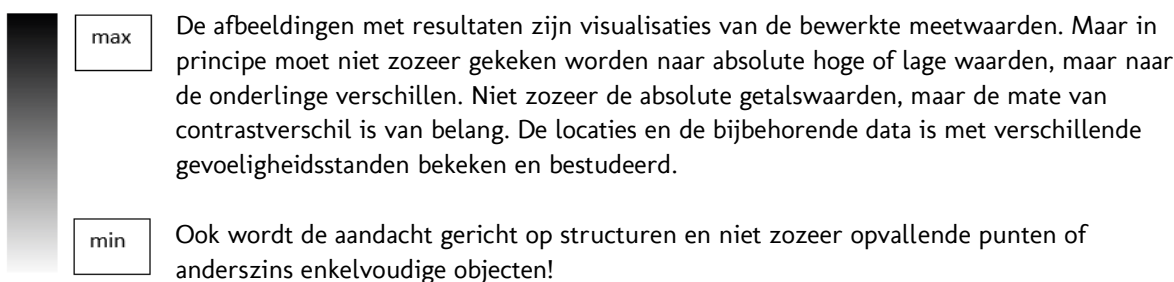 max
De afbeeldingen met resultaten zijn visualisaties van de bewerkte meetwaarden. Maar in
principe moet niet zozeer gekeken worden naar absolute hoge of lage waarden, maar naar
de onderlinge verschillen. Niet zozeer de absolute getalswaarden, maar de mate van
contrastverschil is van belang. De locaties en de bijbehorende data is met verschillende
gevoeligheidsstanden bekeken en bestudeerd.
min
Ook wordt de aandacht gericht op structuren en niet zozeer opvallende punten of
anderszins enkelvoudige objecten!